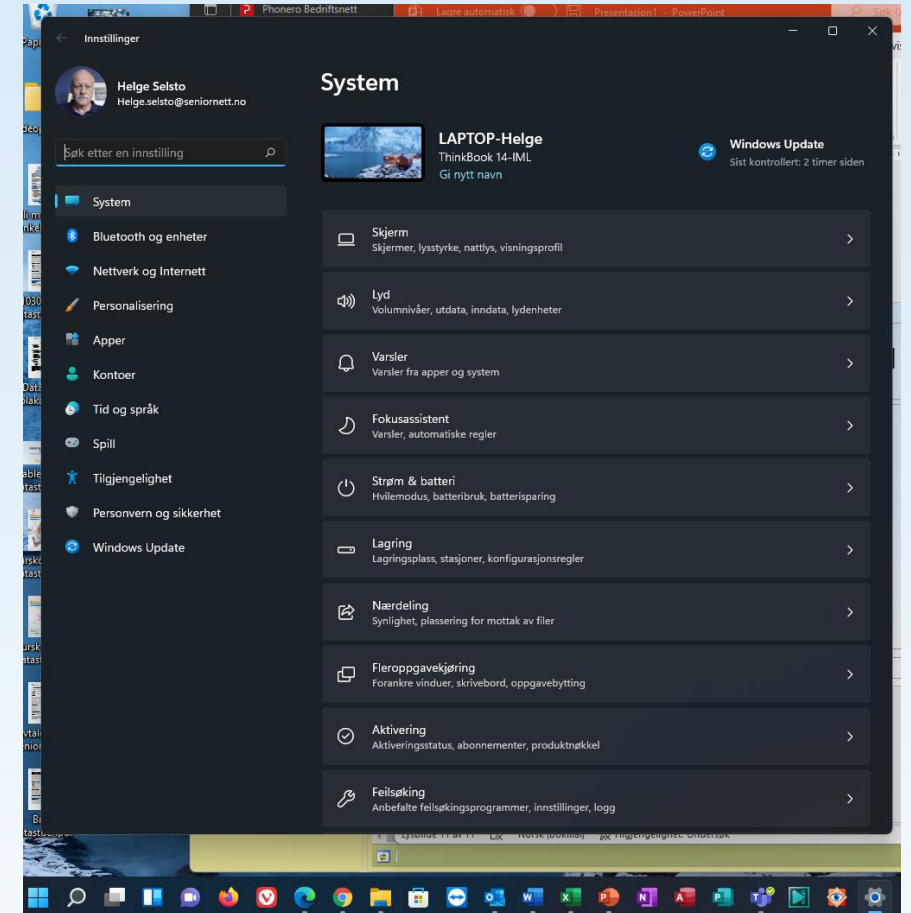 Phonero Bedriftsnett
Lagre automatisk
Presentasjon1 - PowerPoint
Innstillinger
Helge Selsto
Helge.selsto@seniornett.no
Søk etter en innstilling
System
Bluetooth og enheter
Nettverk og Internett
Personalisering
Apper
Kontoer
Tid og språk
Spill
Tilgjengelighet
Personvern og sikkerhet
Windows Update
System
LAPTOP-Helge
ThinkBook 14-IML
Gi nytt navn
Windows Update
Sist kontrollert: 2 timer siden
Skjerm
Skjermer, lysstyrke, nattlys, visningsprofil
Lyd
Volumnivåer, utdata, inndata, lydenheter
Varsler
Varsler fra apper og system
Fokusassistent
Varsler, automatiske regler
Strøm & batteri
Hvilemodus, batteribruk, batterisparing
Lagring
Lagringsplass, stasjoner, konfigurasjonsregler
Nærdeling
Synlighet, plassering for mottak av filer
Fleroppgavekjøring
Forankre vinduer, skrivebord, oppgavebytting
Aktivering
Aktiveringsstatus, abonnementer, produktnøkkel
Feilsøking
Anbefalte feilsøkingsprogrammer, innstillinger, logg
Lysbilde 11 av 11 Norsk (bokmål) Tilgjengelighet: Undersøk